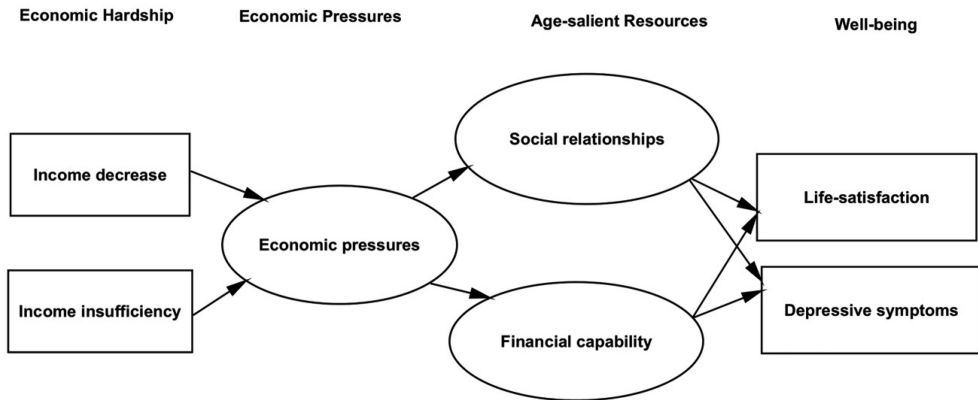 Economic Hardship
Economic Pressures
Age-salient Resources
Well-being
Income decrease
Income insufficiency
Economic pressures
Social relationships
Financial capability
Life-satisfaction
Depressive symptoms